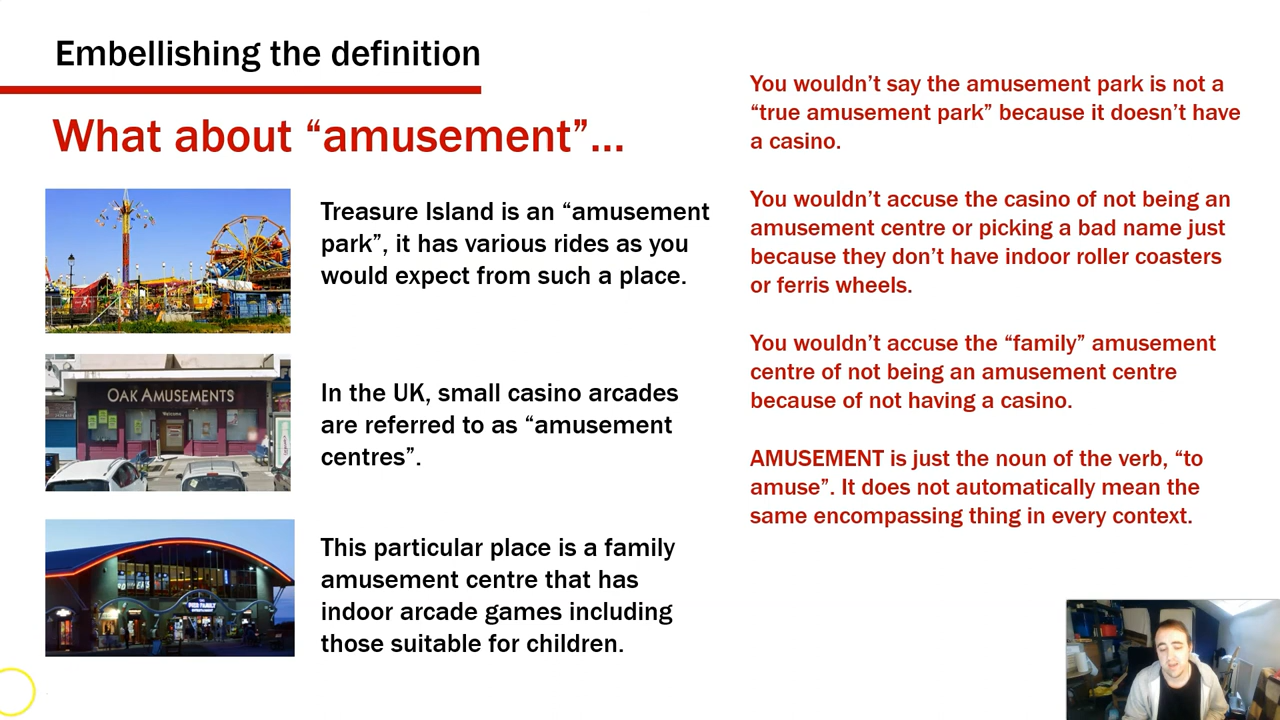 Embellishing the definition
What about “amusement”...
Treasure Island is an “amusement
park”, it has various rides as you
would expect from such a place.
OAK AMUSEMENTS
Welcome
In the UK, small casino arcades
are referred to as “amusement
centres”.
PIER FAMILY
This particular place is a family
amusement centre that has
indoor arcade games including
those suitable for children.
You wouldn’t say the amusement park is not a
“true amusement park” because it doesn’t have
a casino.
You wouldn’t accuse the casino of not being an
amusement centre or picking a bad name just
because they don’t have indoor roller coasters
or ferris wheels.
You wouldn’t accuse the “family” amusement
centre of not being an amusement centre
because of not having a casino.
AMUSEMENT is just the noun of the verb, “to
amuse”. It does not automatically mean the
same encompassing thing in every context.